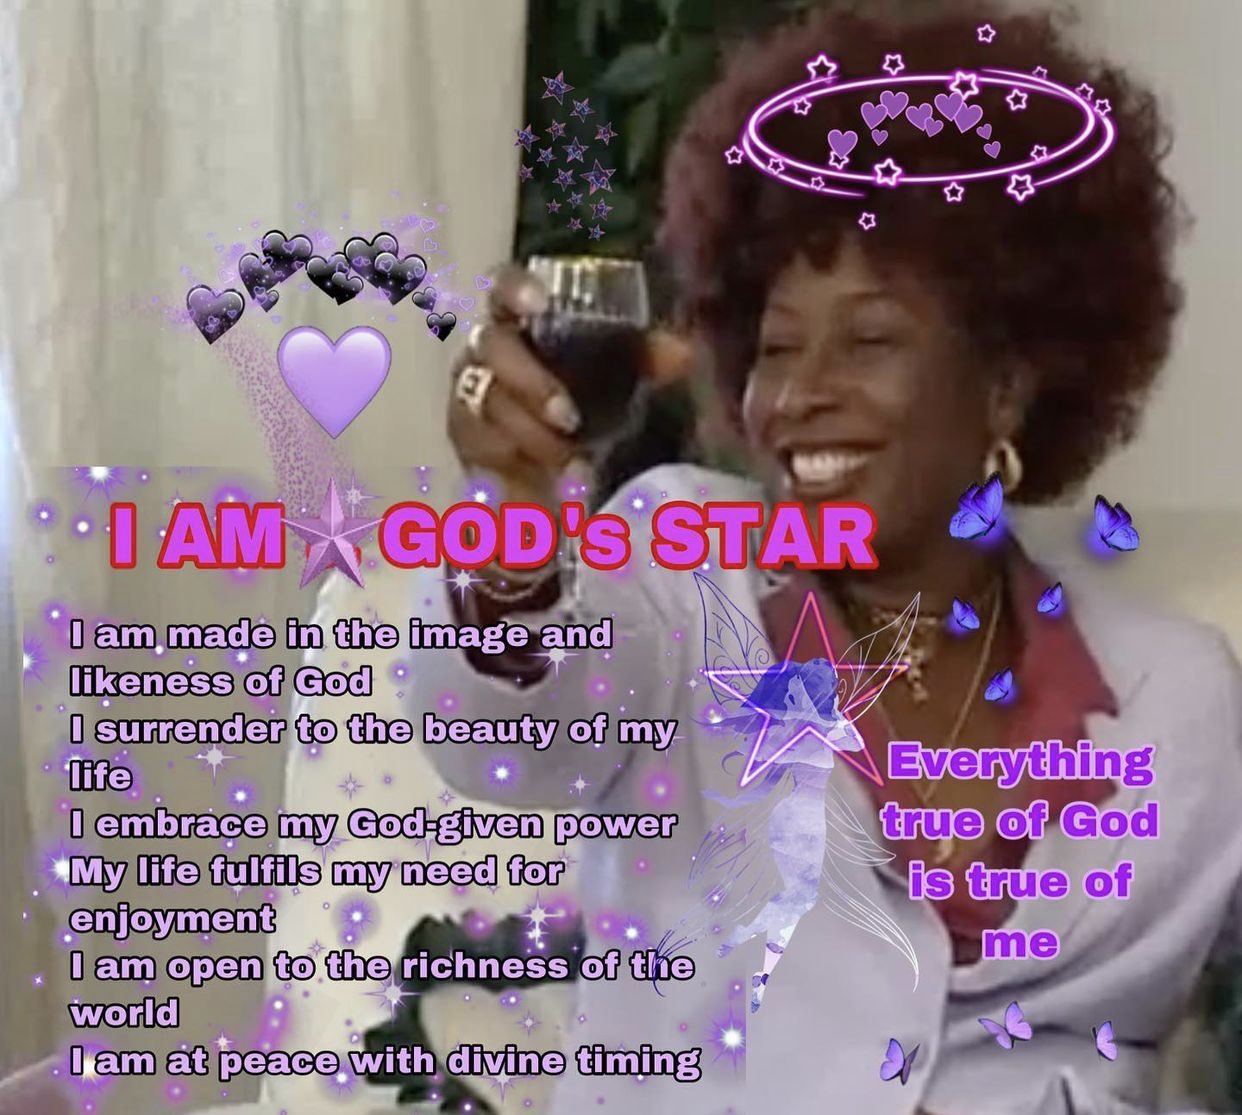 I AM GOD's STAR
I am made in the image and
likeness of God
I surrender to the beauty of my
life
I embrace my God-given power
My life fulfils my need for
enjoyment
I am open to the richness of the
world
I am at peace with divine timing
Everything
true of God
is true of
me